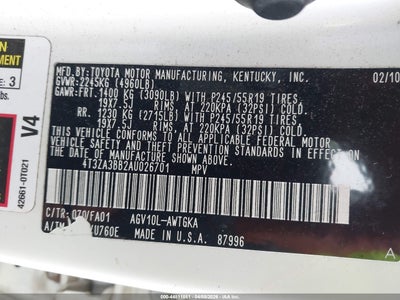 MFD. BY: TOYOTA MOTOR MANUFACTURING, KENTUCKY, INC. 02/10
GVWR: 2245KG (4960LB)
GAWR: FRT. 1400 KG (3090LB) WITH P245/55R19 TIRES
19X7.5J RIMS, AT 220KPA (32PSI) COLD
RR 1230 KG (2715LB) WITH P245/55R19 TIRES
19X7.5J RIMS, AT 220KPA (32PSI) COLD
THIS VEHICLE CONFORMS TO ALL APPLICABLE FEDERAL MOTOR
VEHICLE SAFETY STANDARDS IN EFFECT ON THE DATE OF
MANUFACTURE SHOWN ABOVE.
4T3ZA3BB2AU026701 MPV
C/TR: 070/FA01 AGV10L-AWTGKA
A/TM U760E
MADE IN U.S.A. 87996
A
3
lbs.
V4
42661-0T021